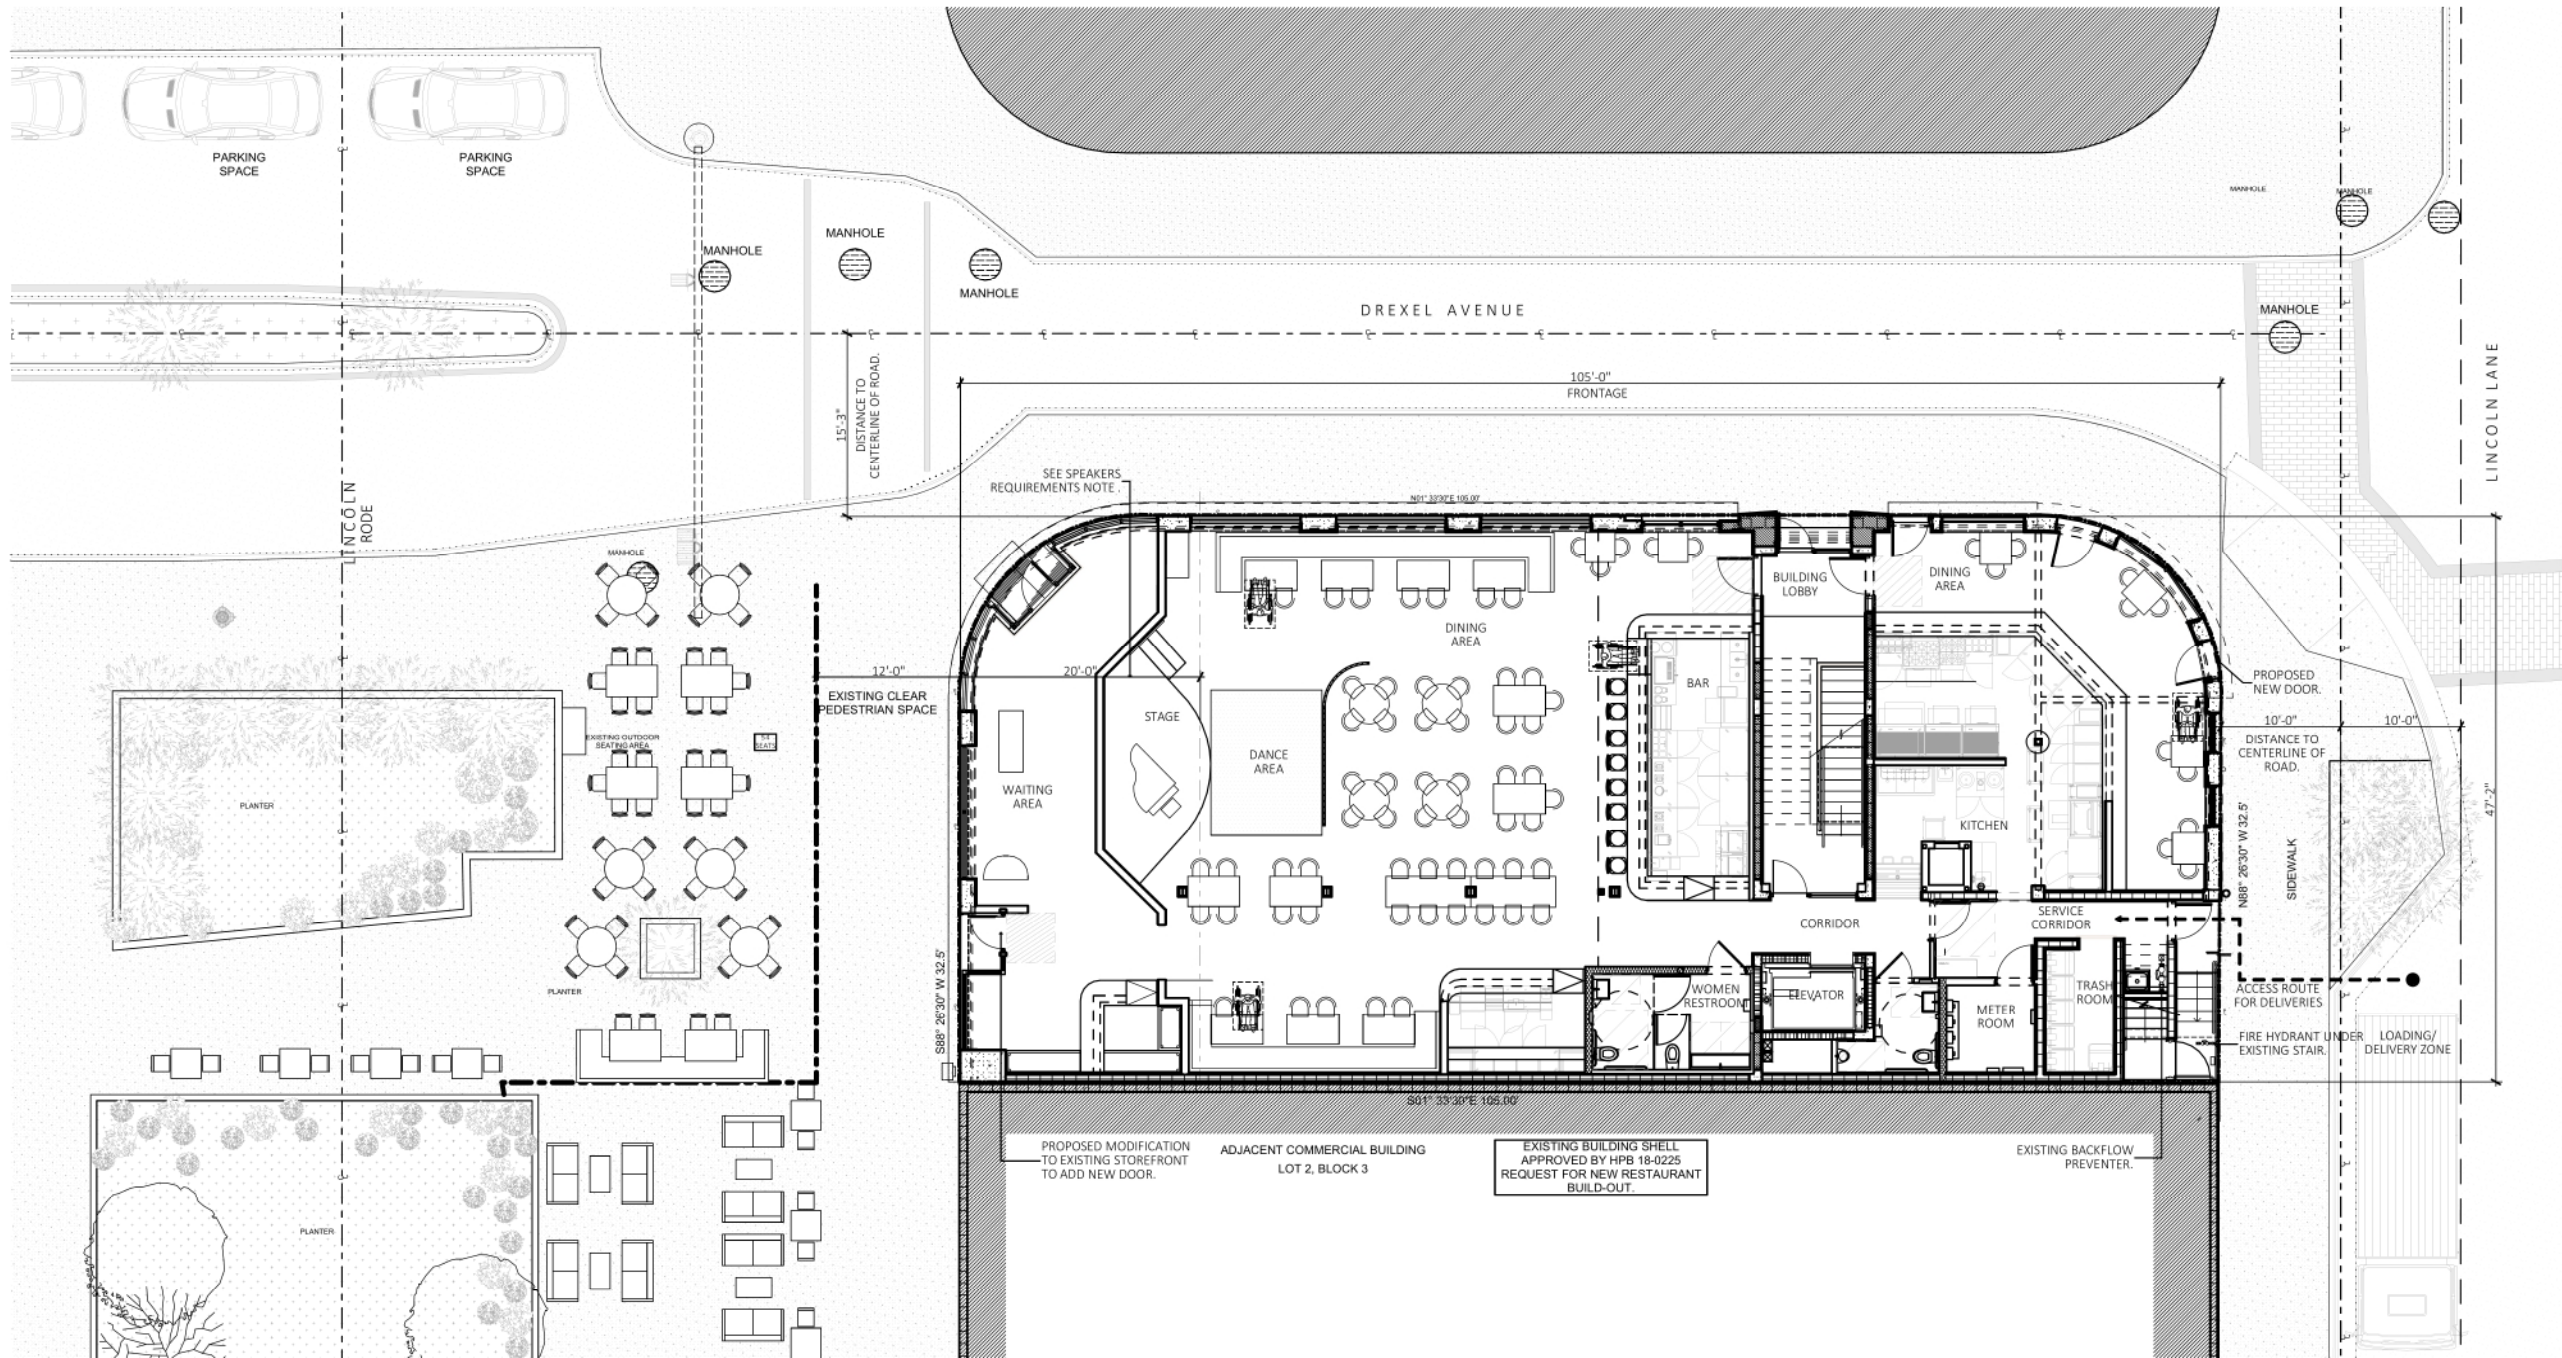 PARKING
SPACE
PARKING
SPACE
MANHOLE
MANHOLE
MANHOLE
MANHOLE
MANHOLE
MANHOLE
DREXEL AVENUE
LINCOLN LANE
105'-0"
FRONTAGE
15'-3"
DISTANCE TO
CENTERLINE OF ROAD.
LINCOLN
RODE
SEE SPEAKERS
REQUIREMENTS NOTE .
N01° 33'30"E 105.00'
MANHOLE
BUILDING
LOBBY
DINING
AREA
DINING
AREA
12'-0"
20'-0"
EXISTING CLEAR
PEDESTRIAN SPACE
BAR
STAGE
DANCE
AREA
WAITING
AREA
EXISTING OUTDOOR
SEATING AREA
54
SEATS
PLANTER
PROPOSED
NEW DOOR.
10'-0"
10'-0"
DISTANCE TO
CENTERLINE OF
ROAD.
47'-2"
N88° 26'30" W 32.5'
SIDEWALK
KITCHEN
CORRIDOR
SERVICE
CORRIDOR
S88° 26'30" W 32.5'
PLANTER
WOMEN
RESTROOM
ELEVATOR
METER
ROOM
TRASH
ROOM
ACCESS ROUTE
FOR DELIVERIES
FIRE HYDRANT UNDER
EXISTING STAIR.
LOADING/
DELIVERY ZONE
S01° 33'30"E 105.00'
PROPOSED MODIFICATION
TO EXISTING STOREFRONT
TO ADD NEW DOOR.
ADJACENT COMMERCIAL BUILDING
LOT 2, BLOCK 3
EXISTING BUILDING SHELL
APPROVED BY HPB 18-0225
REQUEST FOR NEW RESTAURANT
BUILD-OUT.
EXISTING BACKFLOW
PREVENTER.
PLANTER